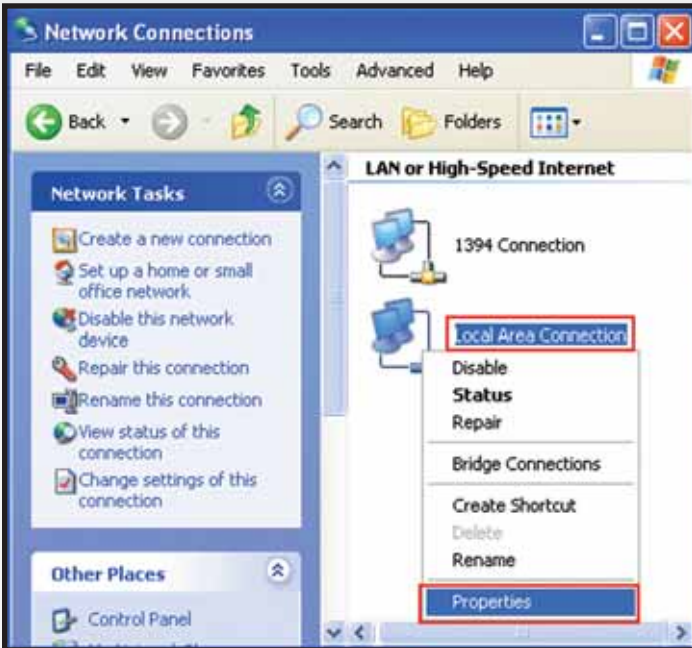 Network Connections
File Edit View Favorites Tools Advanced Help
Back Search Folders
Network Tasks
Create a new connection
Set up a home or small
office network
Disable this network
device
Repair this connection
Rename this connection
View status of this
connection
Change settings of this
connection
Other Places
Control Panel
LAN or High-Speed Internet
1394 Connection
Local Area Connection
Disable
Status
Repair
Bridge Connections
Create Shortcut
Delete
Rename
Properties